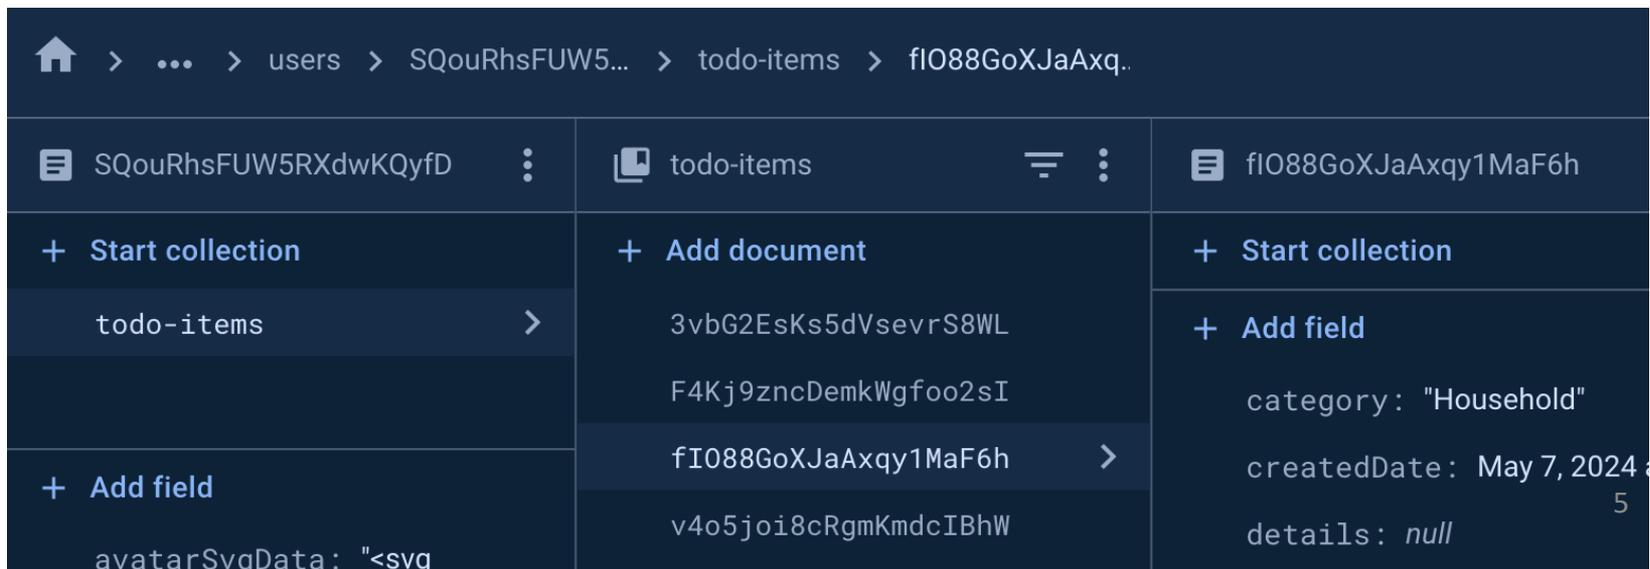 ... users SQouRhsFUW5... todo-items fIO88GoXJaAxq..
SQouRhsFUW5RXdwKQyfD
+ Start collection
todo-items
+ Add field
avatarSvgData: "<svg
todo-items
+ Add document
3vbG2EsKs5dVsevrS8WL
F4Kj9zncDemkWgfoo2sI
fIO88GoXJaAxqy1MaF6h
v4o5joi8cRgmKmdcIBhW
fIO88GoXJaAxqy1MaF6h
+ Start collection
+ Add field
category: "Household"
createdDate: May 7, 2024 a
details: null
5